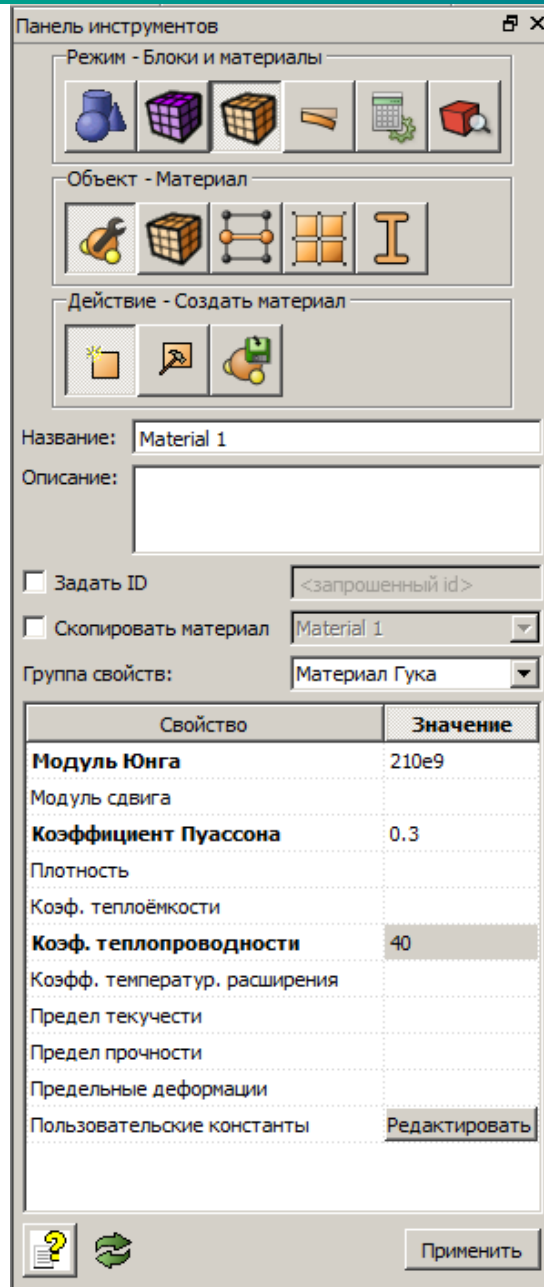 Панель инструментов
Режим - Блоки и материалы
Объект - Материал
Действие - Создать материал
Название: Material 1
Описание:
Задать ID <запрошенный id>
Скопировать материал Material 1
Группа свойств: Материал Гука
Свойство Значение
Модуль Юнга 210e9
Модуль сдвига
Коэффициент Пуассона 0.3
Плотность
Коэф. теплоёмкости
Коэф. теплопроводности 40
Коэфф. температур. расширения
Предел текучести
Предел прочности
Предельные деформации
Пользовательские константы Редактировать
Применить